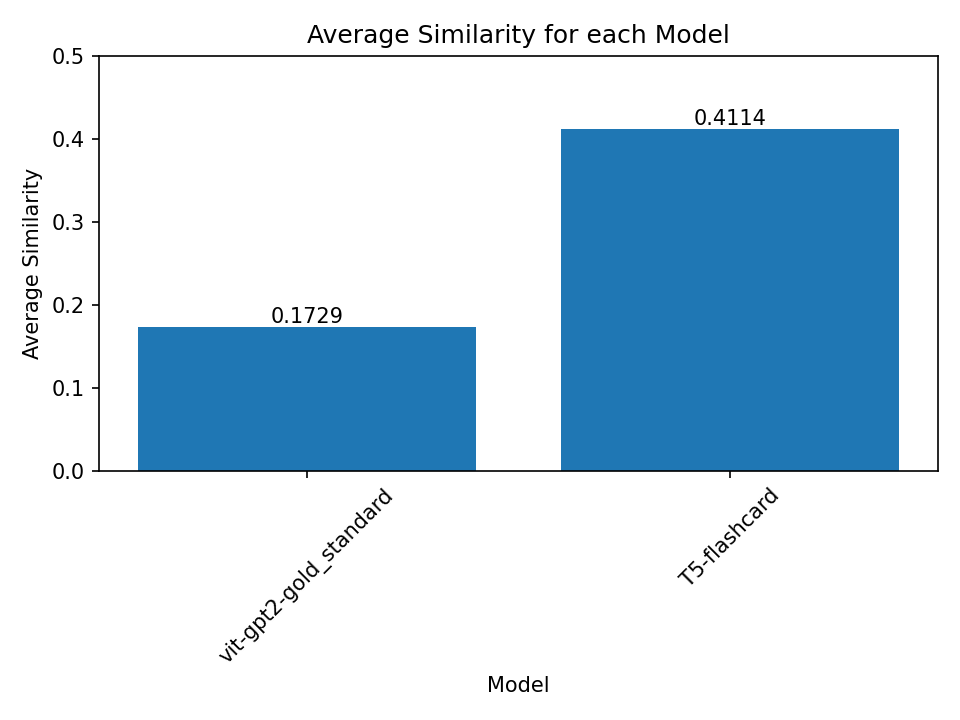 Average Similarity for each Model
Average Similarity
0.5
0.4
0.3
0.2
0.1
0.0
0.1729
0.4114
vit-gpt2-gold_standard
T5-flashcard
Model